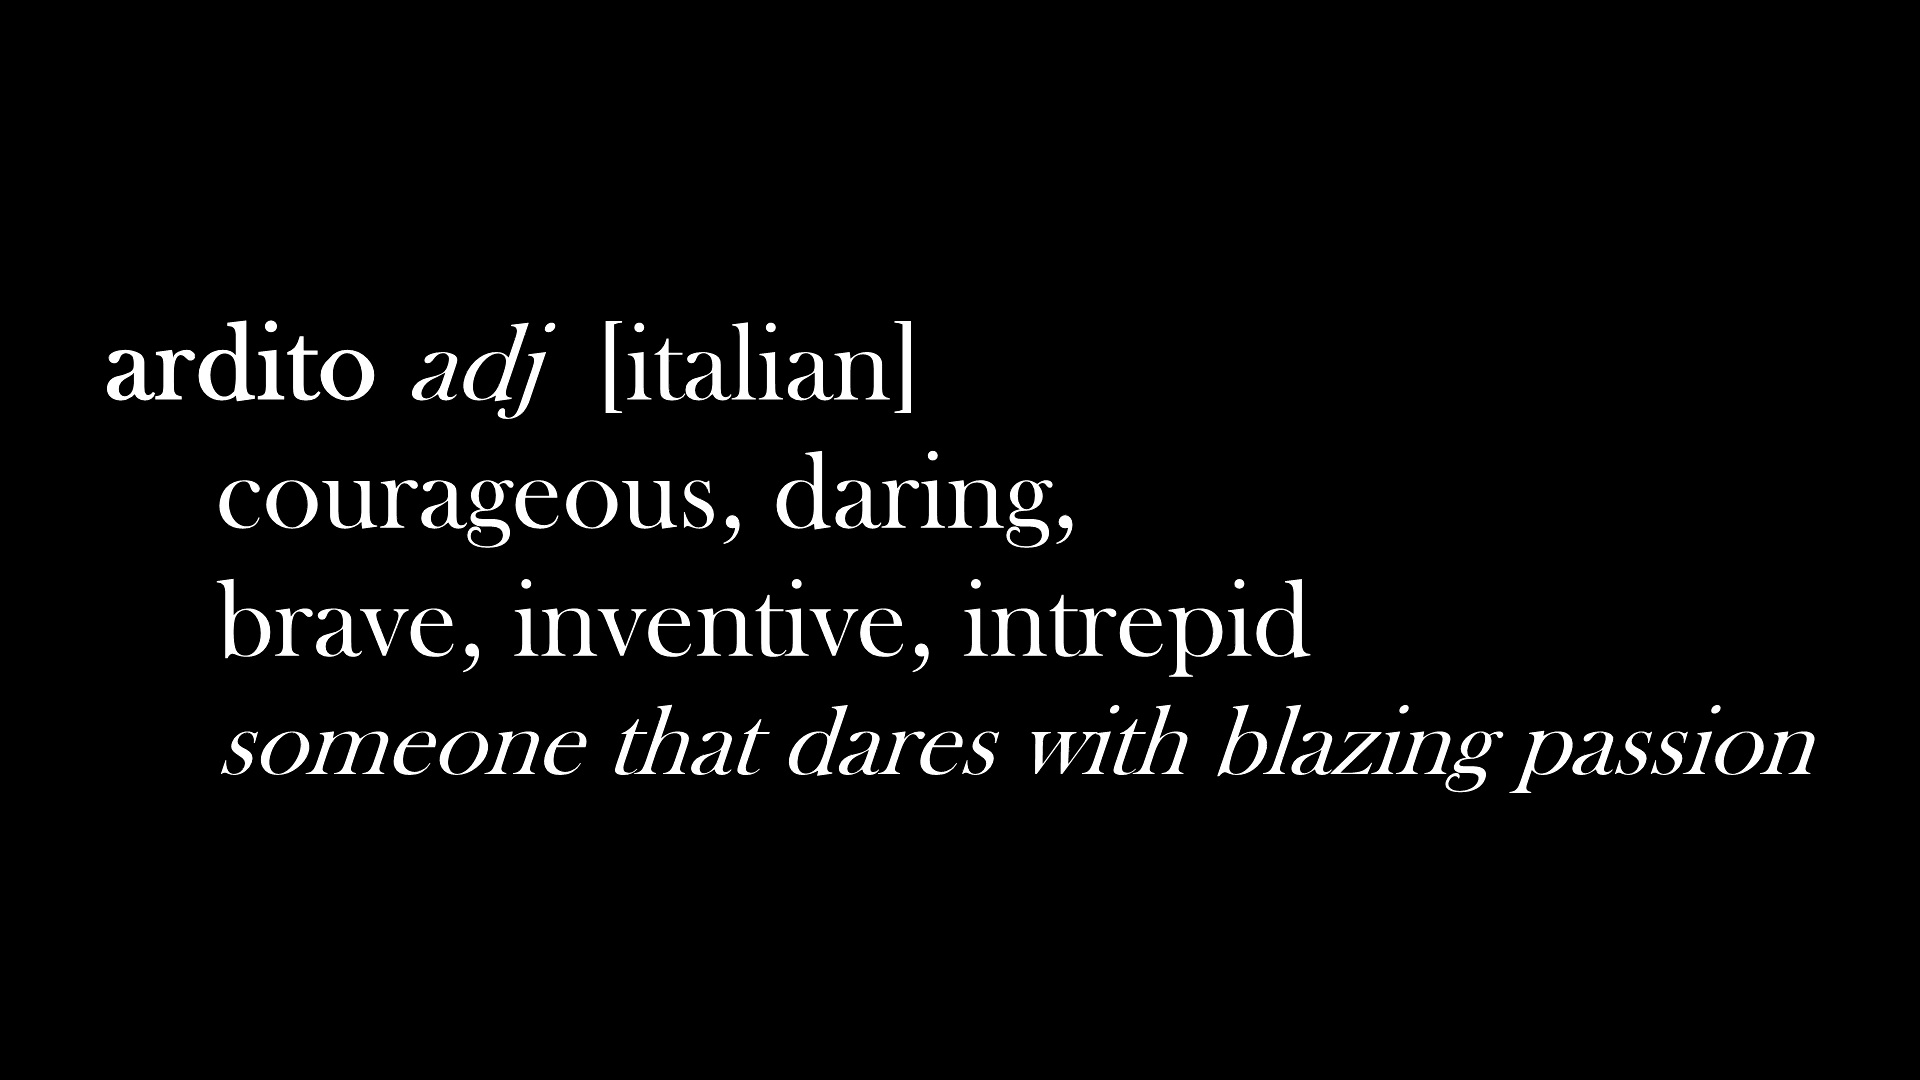 ardito adj [italian]
courageous, daring,
brave, inventive, intrepid
someone that dares with blazing passion